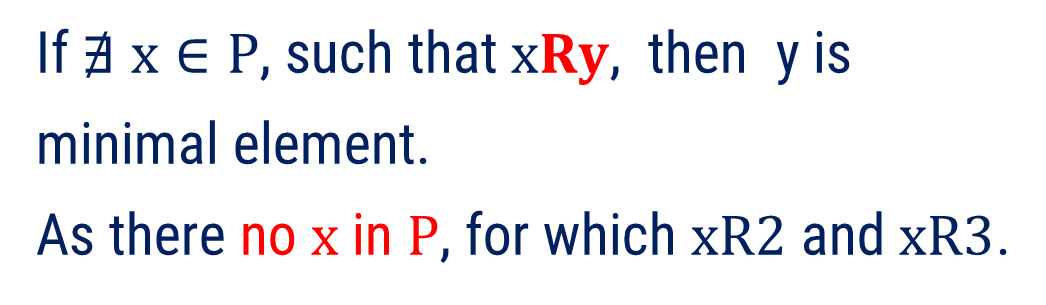 If ∄ x ∈ P, such that xRy, then y is
minimal element.
As there no x in P, for which xR2 and xR3.